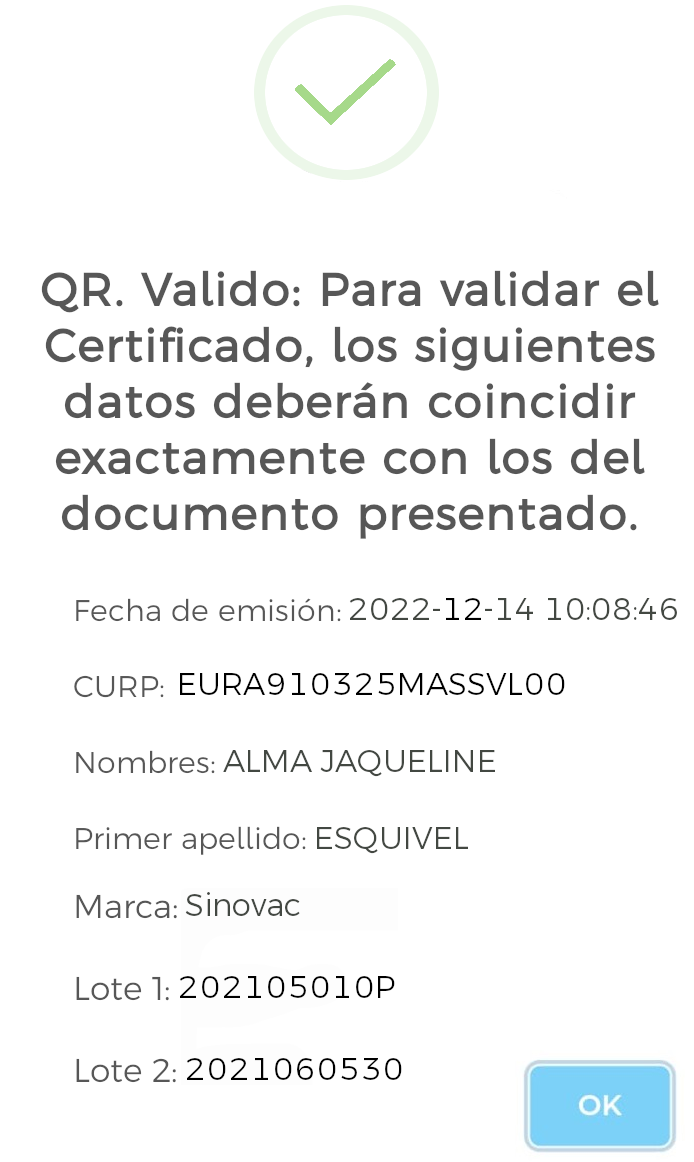 QR. Valido: Para validar el
Certificado, los siguientes
datos deberán coincidir
exactamente con los del
documento presentado.
Fecha de emisión: 2022-12-14 10:08:46
CURP: EURA910325MASSVL00
Nombres: ALMA JAQUELINE
Primer apellido: ESQUIVEL
Marca: Sinovac
Lote 1: 202105010P
Lote 2: 2021060530
OK